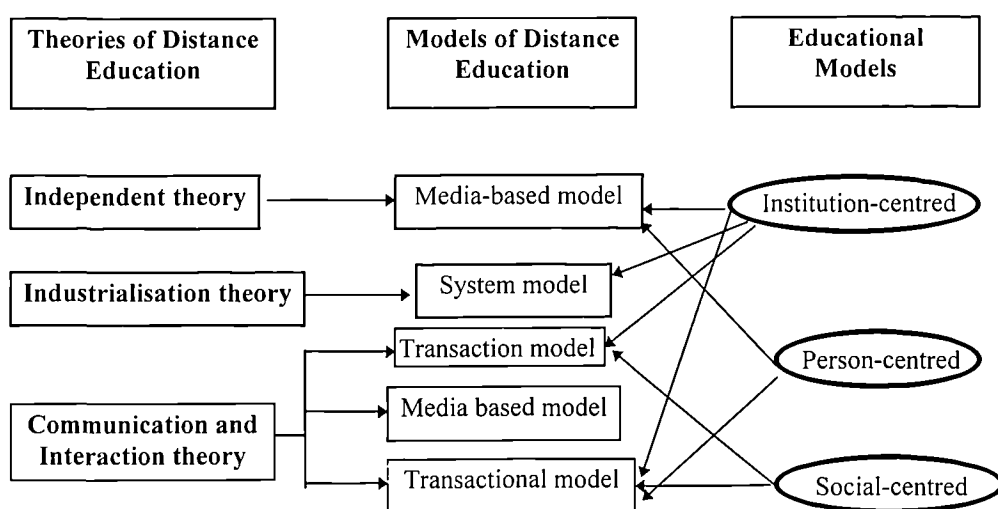 Theories of Distance
Education
Models of Distance
Education
Educational
Models
Independent theory
Media-based model
Institution-centred
Industrialisation theory
System model
Transaction model
Person-centred
Media based model
Communication and
Interaction theory
Transactional model
Social-centred